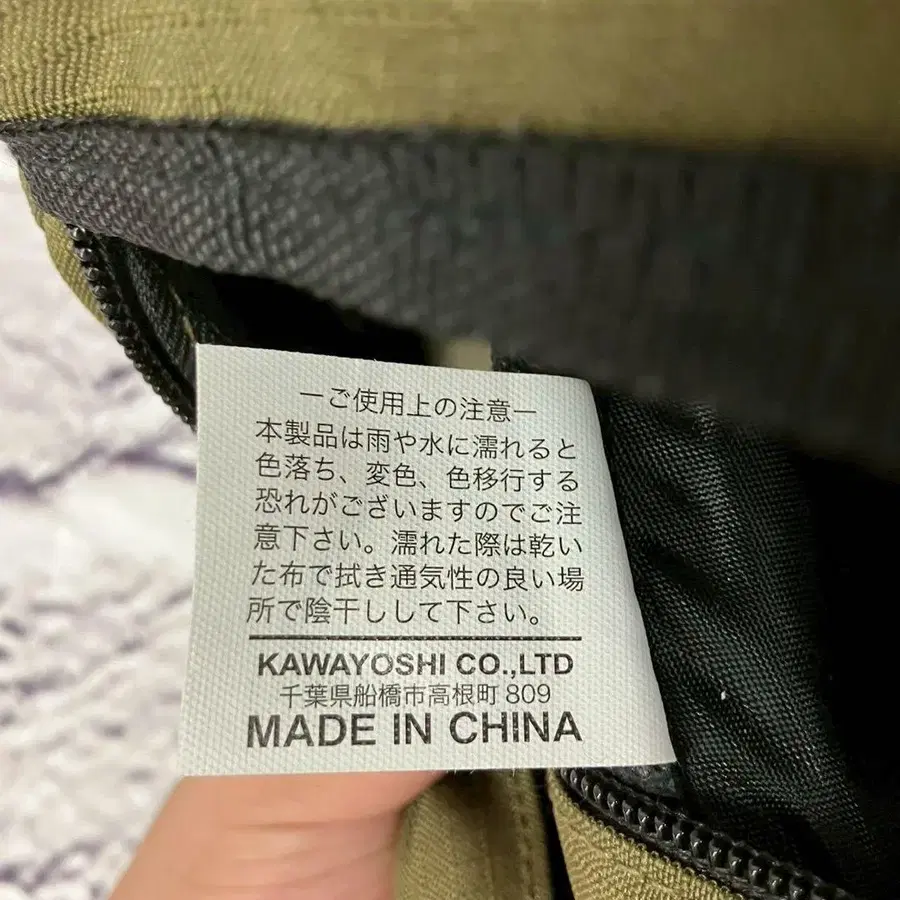 ーご使用上の注意ー
本製品は雨や水に濡れると
色落ち、変色、色移行する
恐れがございますのでご注
意下さい。濡れた際は乾い
た布で拭き通気性の良い場
所で陰干しして下さい。
KAWAYOSHI CO.,LTD
千葉県船橋市高根町 809
MADE IN CHINA